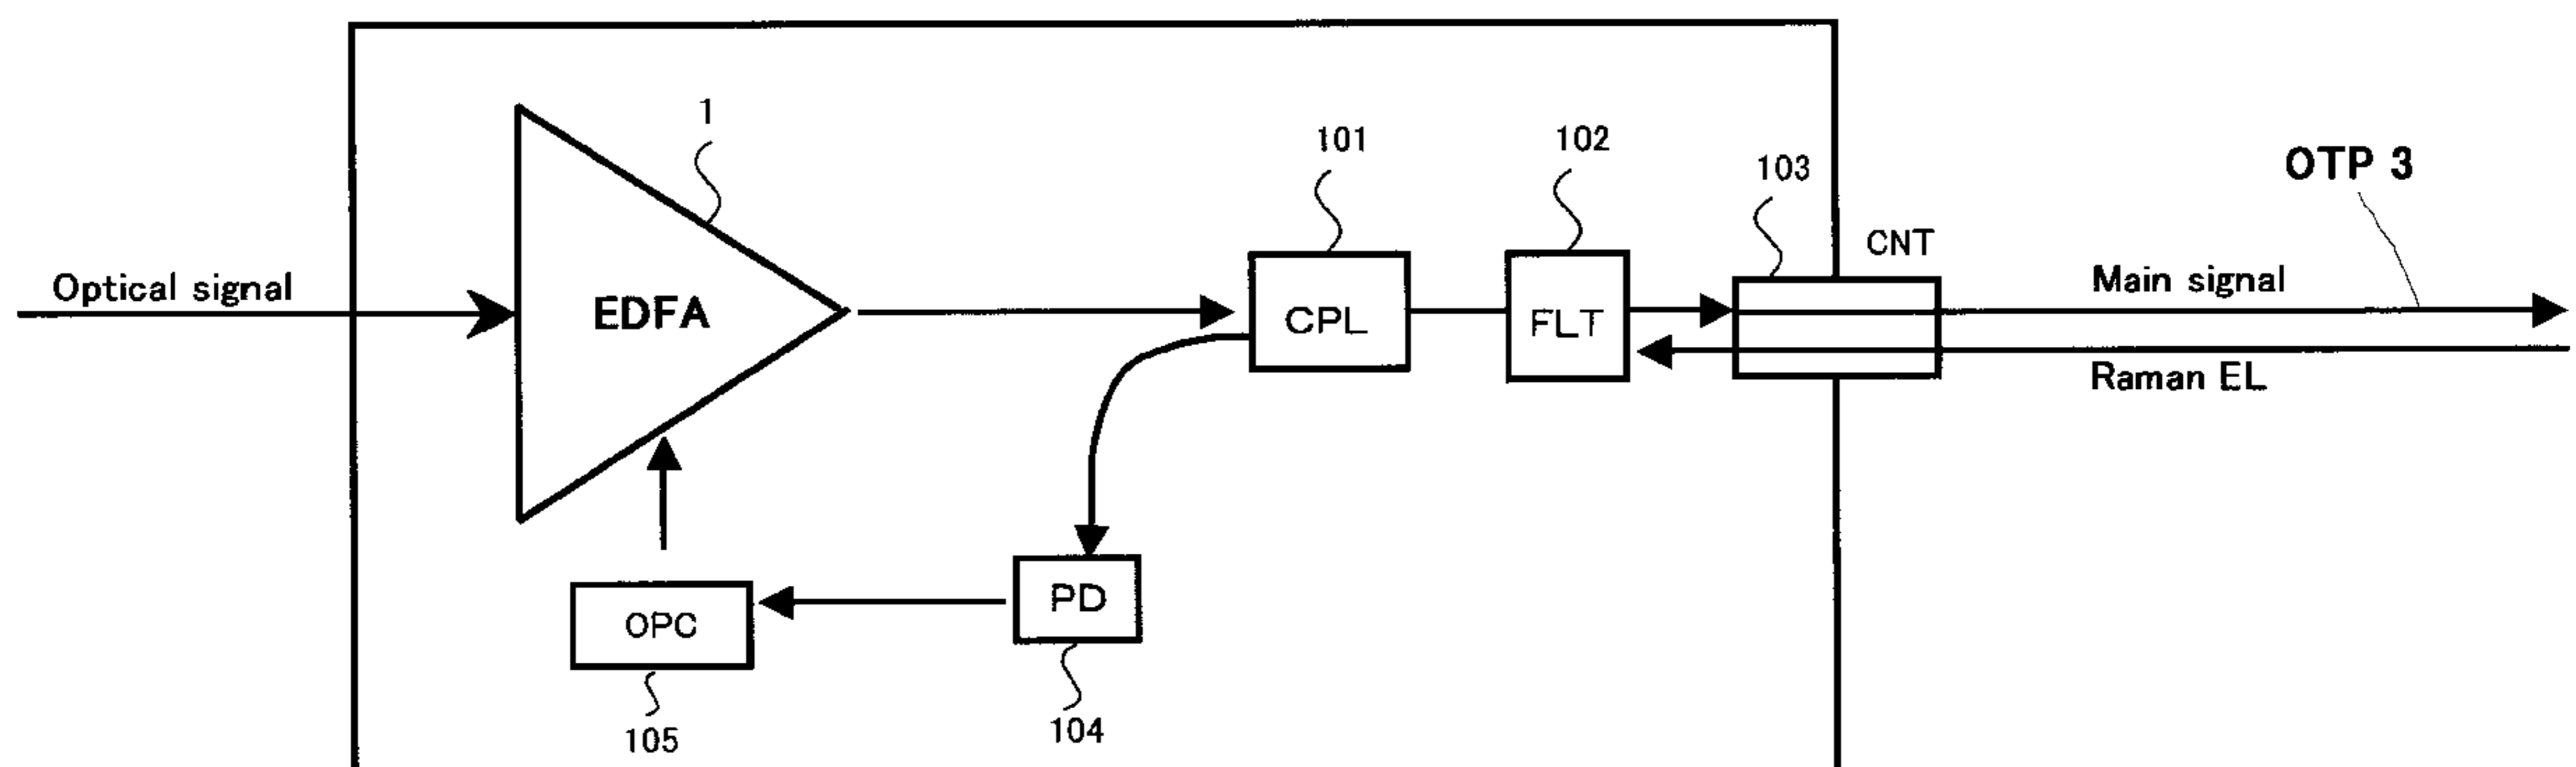 1
101
102
103
OTP 3
CNT
Optical signal
EDFA
CPL
FLT
Main signal
Raman EL
PD
OPC
104
105